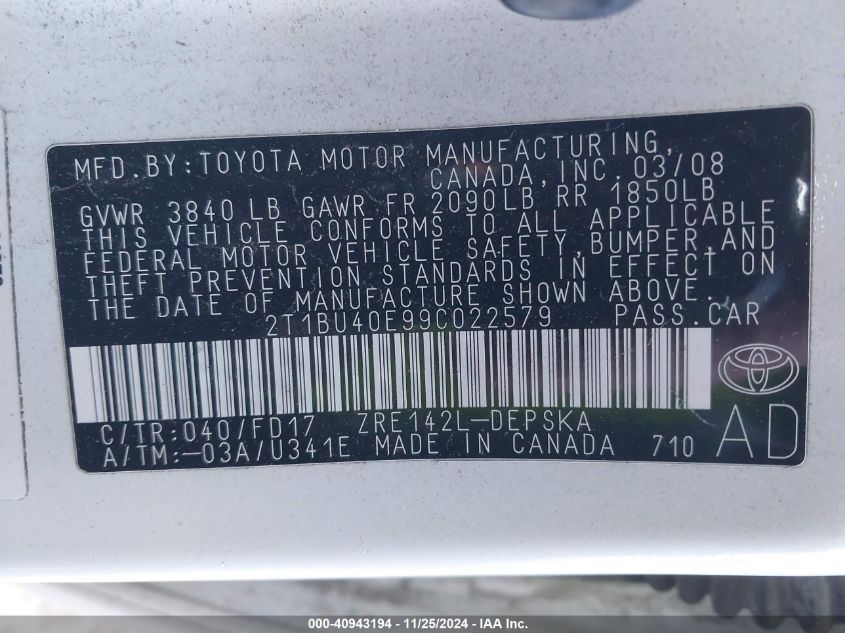 MFD.BY:TOYOTA MOTOR MANUFACTURING,
CANADA,INC. 03/08
GVWR 3840LB GAWR FR 2090LB RR 1850LB
THIS VEHICLE CONFORMS TO ALL APPLICABLE
FEDERAL MOTOR VEHICLE SAFETY,BUMPER,AND
THEFT PREVENTION STANDARDS IN EFFECT ON
THE DATE OF MANUFACTURE SHOWN ABOVE.
2T1BU40E99C022579 PASS.CAR
C/TR:040/FD17 ZRE142L-DEPSKA
A/TM:-03A/U341E MADE IN CANADA 710
AD
000-40943194 - 11/25/2024 - IAA Inc.